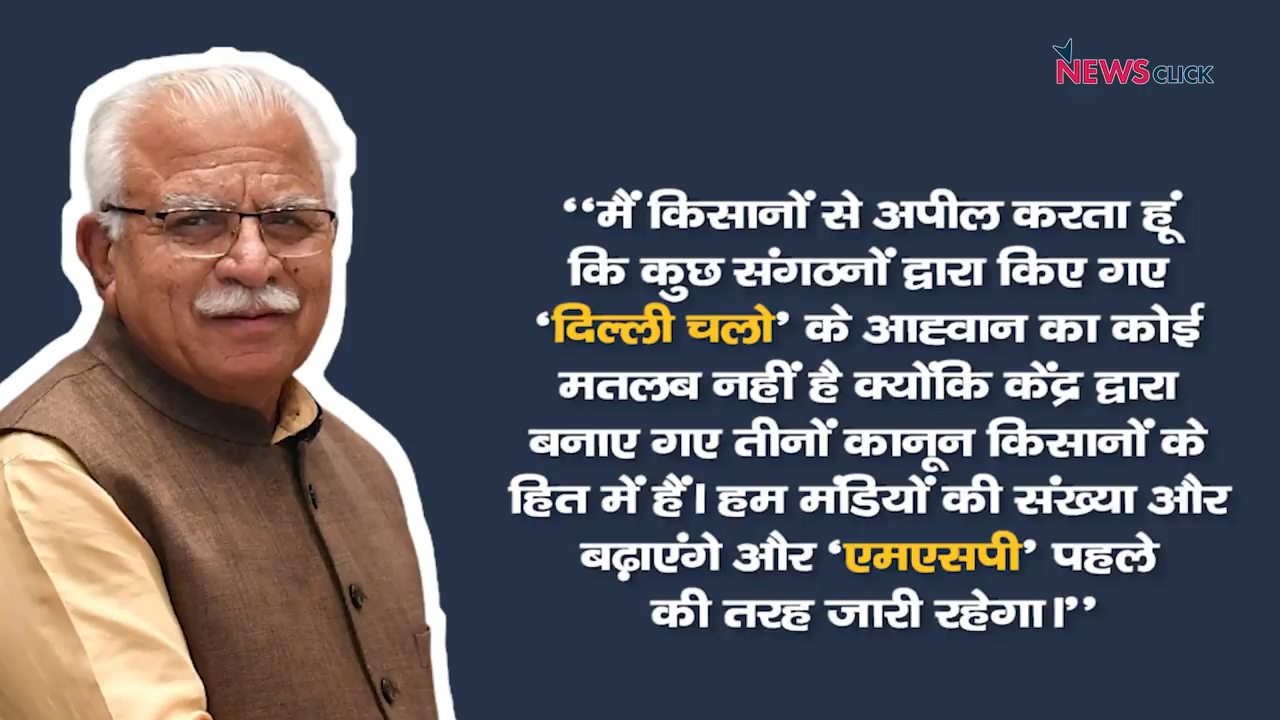 NEWSCLICK
“मैं किसानों से अपील करता हूं
कि कुछ संगठनों द्वारा किए गए
‘दिल्ली चलो’ के आह्वान का कोई
मतलब नहीं है क्योंकि केंद्र द्वारा
बनाए गए तीनों कानून किसानों के
हित में हैं। हम मंडियों की संख्या और
बढ़ाएंगे और ‘एमएसपी’ पहले
की तरह जारी रहेगा।”